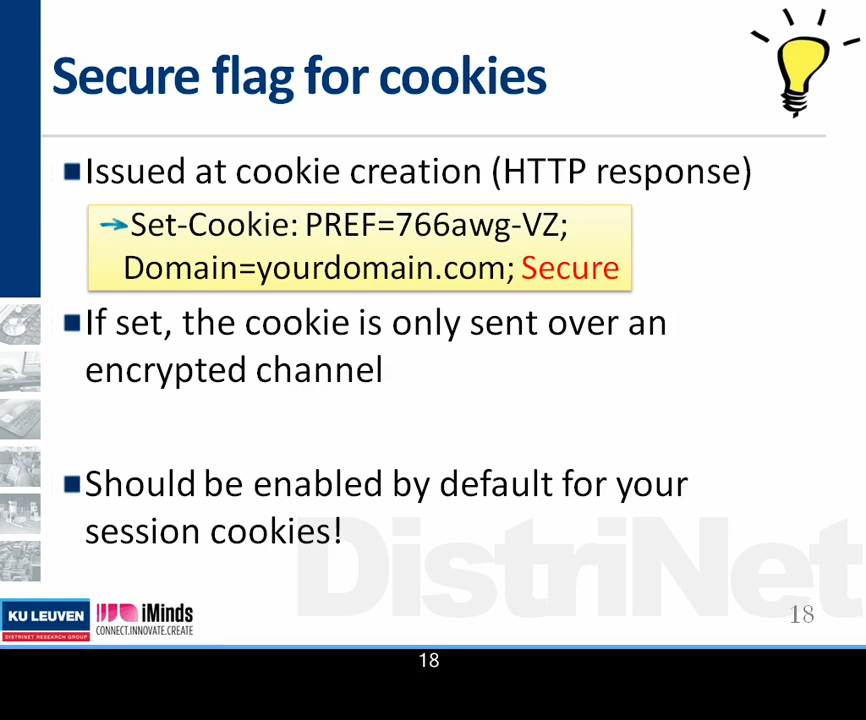 Secure flag for cookies
Issued at cookie creation (HTTP response)
Set-Cookie: PREF=766awg-VZ;
Domain=yourdomain.com; Secure
If set, the cookie is only sent over an
encrypted channel
Should be enabled by default for your
session cookies!
DistriNet
KU LEUVEN
DISTRINET RESEARCH GROUP
iMinds
CONNECT.INNOVATE.CREATE
18
18